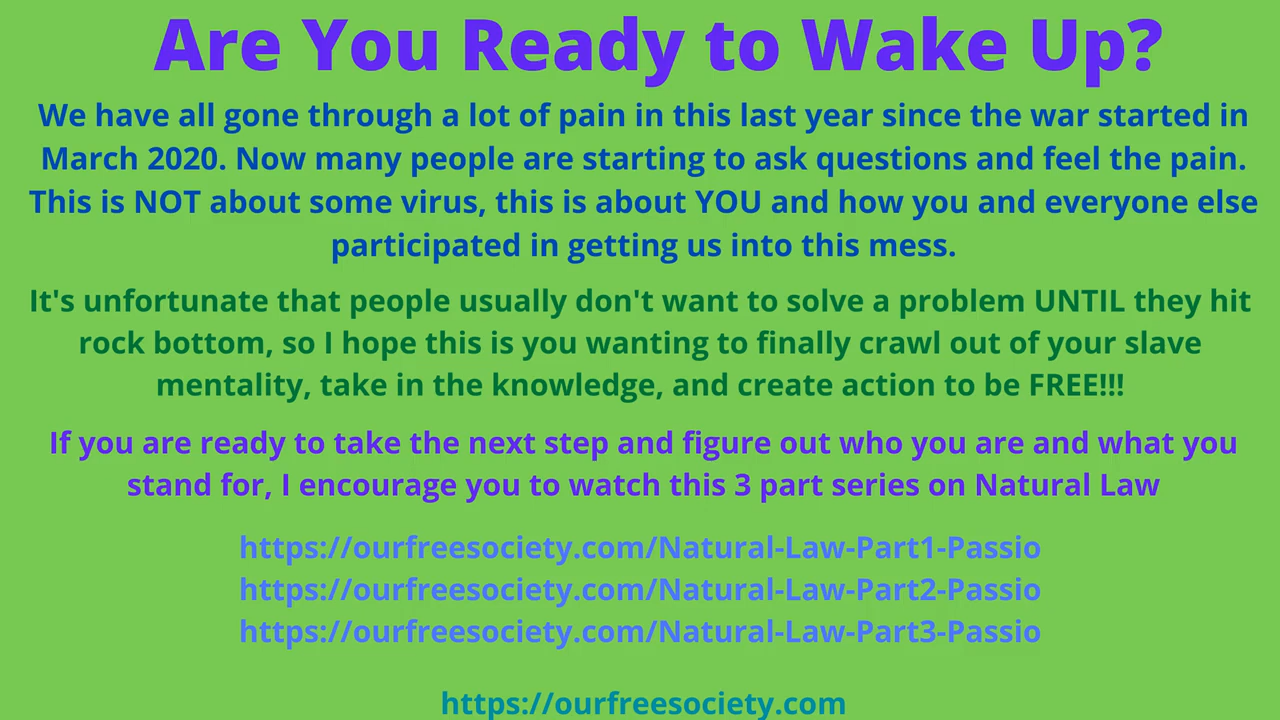 Are You Ready to Wake Up?
We have all gone through a lot of pain in this last year since the war started in
March 2020. Now many people are starting to ask questions and feel the pain.
This is NOT about some virus, this is about YOU and how you and everyone else
participated in getting us into this mess.
It's unfortunate that people usually don't want to solve a problem UNTIL they hit
rock bottom, so I hope this is you wanting to finally crawl out of your slave
mentality, take in the knowledge, and create action to be FREE!!!
If you are ready to take the next step and figure out who you are and what you
stand for, I encourage you to watch this 3 part series on Natural Law
https://ourfreesociety.com/Natural-Law-Part1-Passio
https://ourfreesociety.com/Natural-Law-Part2-Passio
https://ourfreesociety.com/Natural-Law-Part3-Passio
https://ourfreesociety.com